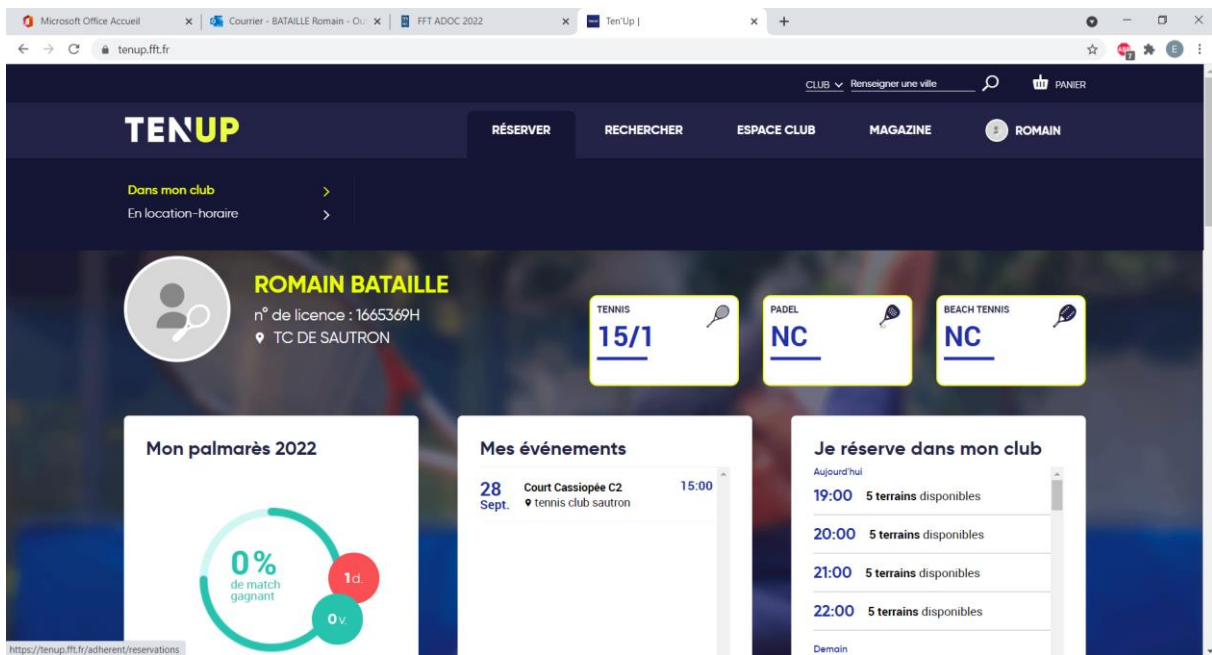 Microsoft Office Accueil
Courrier - BATAILLE Romain - Ou
FFT ADOC 2022
Ten'Up |
tenup.fft.fr
ABP
7
E
CLUB Renseigner une ville PANIER
TENUP RÉSERVER RECHERCHER ESPACE CLUB MAGAZINE ROMAIN
Dans mon club
En location-horaire
ROMAIN BATAILLE
n° de licence : 1665369H
TC DE SAUTRON
TENNIS
15/1
PADEL
NC
BEACH TENNIS
NC
Mon palmarès 2022
0%
de match
gagnant
1d.
0v.
Mes événements
28 Court Cassiopée C2 15:00
Sept. tennis club sautron
Je réserve dans mon club
Aujourd'hui
19:00 5 terrains disponibles
20:00 5 terrains disponibles
21:00 5 terrains disponibles
22:00 5 terrains disponibles
Demain
https://tenup.fft.fr/adherent/reservations